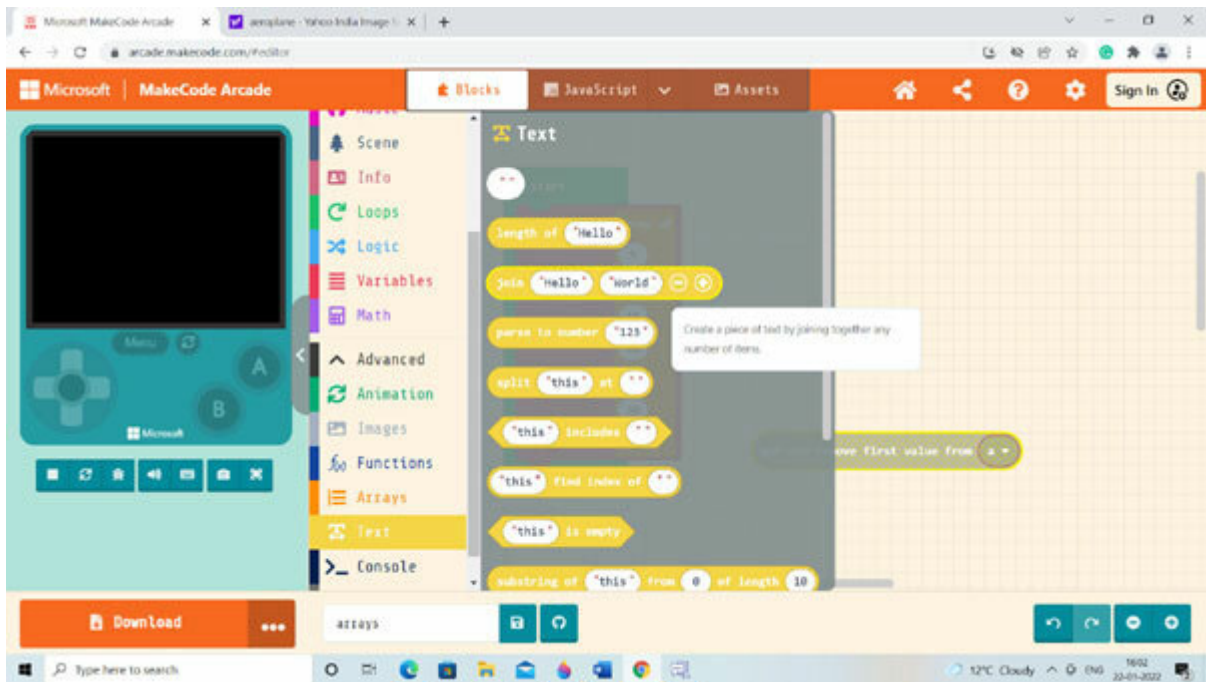 Microsoft MakeCode Arcade
aeroplane - Yahoo India Image S
arcade.makecode.com/#editor
Microsoft | MakeCode Arcade
Blocks
JavaScript
Assets
Sign In
Scene
Info
Loops
Logic
Variables
Math
Advanced
Animation
Images
Functions
Arrays
Text
Console
Menu
A
B
Microsoft
Text
" "
length of "Hello"
join "Hello" "World"
Create a piece of text by joining together any
number of items.
parse to number "123"
split "this" at " "
"this" includes " "
"this" find index of " "
"this" is empty
substring of "this" from 0 of length 10
first value from a
Download
arrays
Type here to search
12°C Cloudy
ENG
16:02
22-01-2022